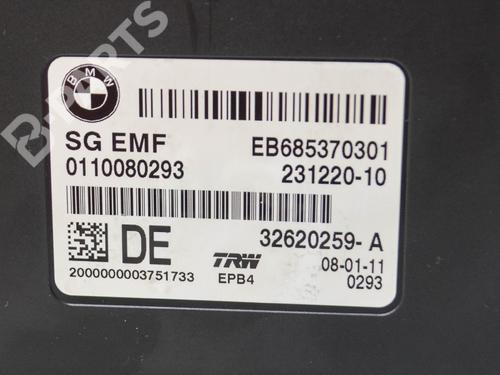 B-PARTS
BMW
SG EMF EB685370301
0110080293 231220-10
DE 32620259-A
TRW 08-01-11
2000000003751733 EPB4 0293